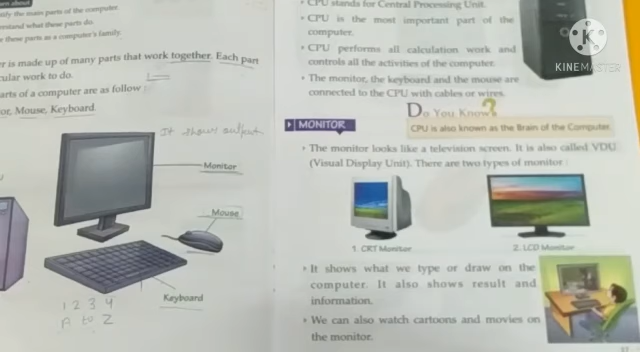 ntify the main parts of the computer.
erstand what these parts do.
e these parts as a computer's family.
er is made up of many parts that work together. Each part
cular work to do.
arts of a computer are as follow :
or, Mouse, Keyboard.
It shows output
Monitor
Mouse
Keyboard
1 2 3 4
A to Z
CPU stands for Central Processing Unit.
CPU is the most important part of the
computer.
CPU performs all calculation work and
controls all the activities of the computer.
The monitor, the keyboard and the mouse are
connected to the CPU with cables or wires.
Do You Know?
CPU is also known as the Brain of the Computer.
MONITOR
The monitor looks like a television screen. It is also called VDU
(Visual Display Unit). There are two types of monitor :
1. CRT Monitor
2. LCD Monitor
It shows what we type or draw on the
computer. It also shows result and
information.
We can also watch cartoons and movies on
the monitor.
KINEMASTER